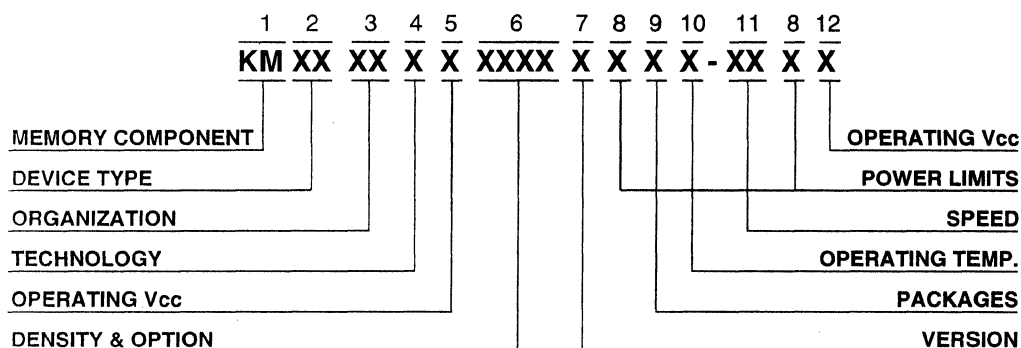 1 2 3 4 5 6 7 8 9 10 11 8 12
KM XX XX X X XXXX X X X X - XX X X
MEMORY COMPONENT OPERATING Vcc
DEVICE TYPE POWER LIMITS
ORGANIZATION SPEED
TECHNOLOGY OPERATING TEMP.
OPERATING Vcc PACKAGES
DENSITY & OPTION VERSION